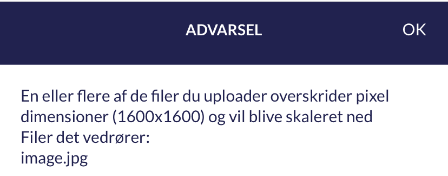 ADVARSEL
OK
En eller flere af de filer du uploader overskrider pixel
dimensioner (1600x1600) og vil blive skaleret ned
Filer det vedrører:
image.jpg